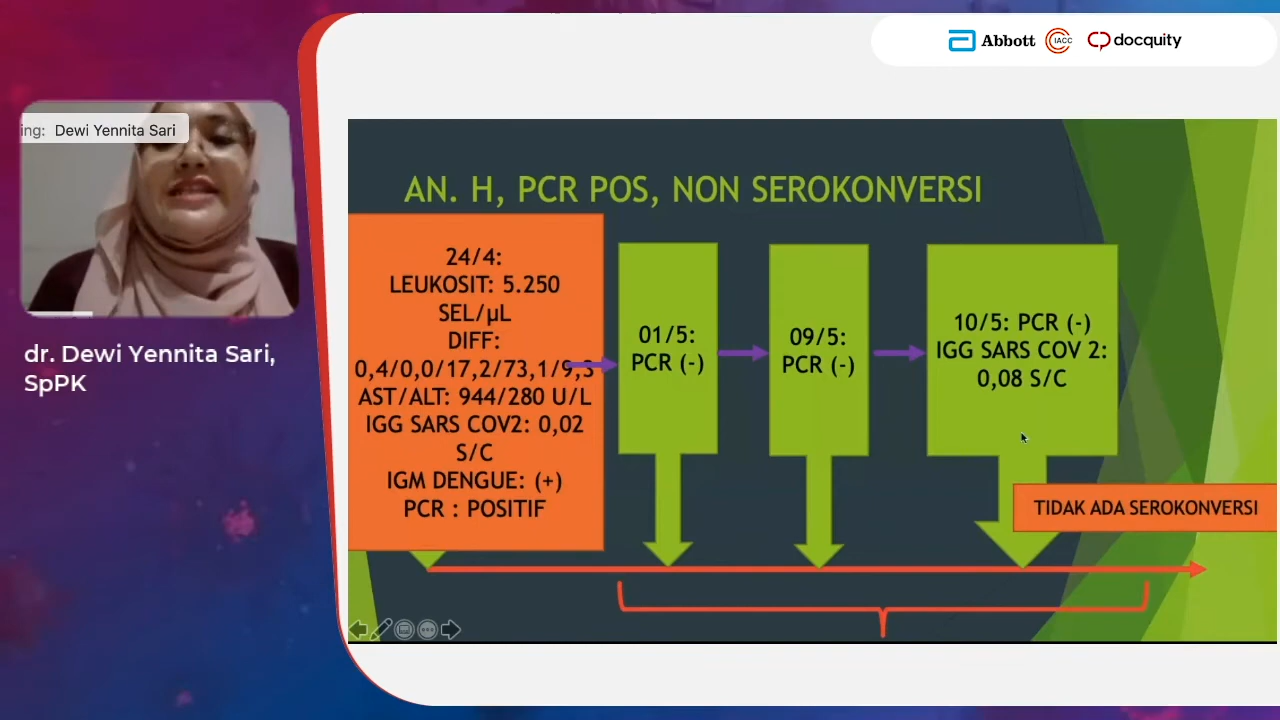 Abbott IACC docquity
ing: Dewi Yennita Sari
dr. Dewi Yennita Sari,
SpPK
AN. H, PCR POS, NON SEROKONVERSI
24/4:
LEUKOSIT: 5.250
SEL/µL
DIFF:
0,4/0,0/17,2/73,1/9,3
AST/ALT: 944/280 U/L
IGG SARS COV2: 0,02
S/C
IGM DENGUE: (+)
PCR : POSITIF
01/5:
PCR (-)
09/5:
PCR (-)
10/5: PCR (-)
IGG SARS COV 2:
0,08 S/C
TIDAK ADA SEROKONVERSI